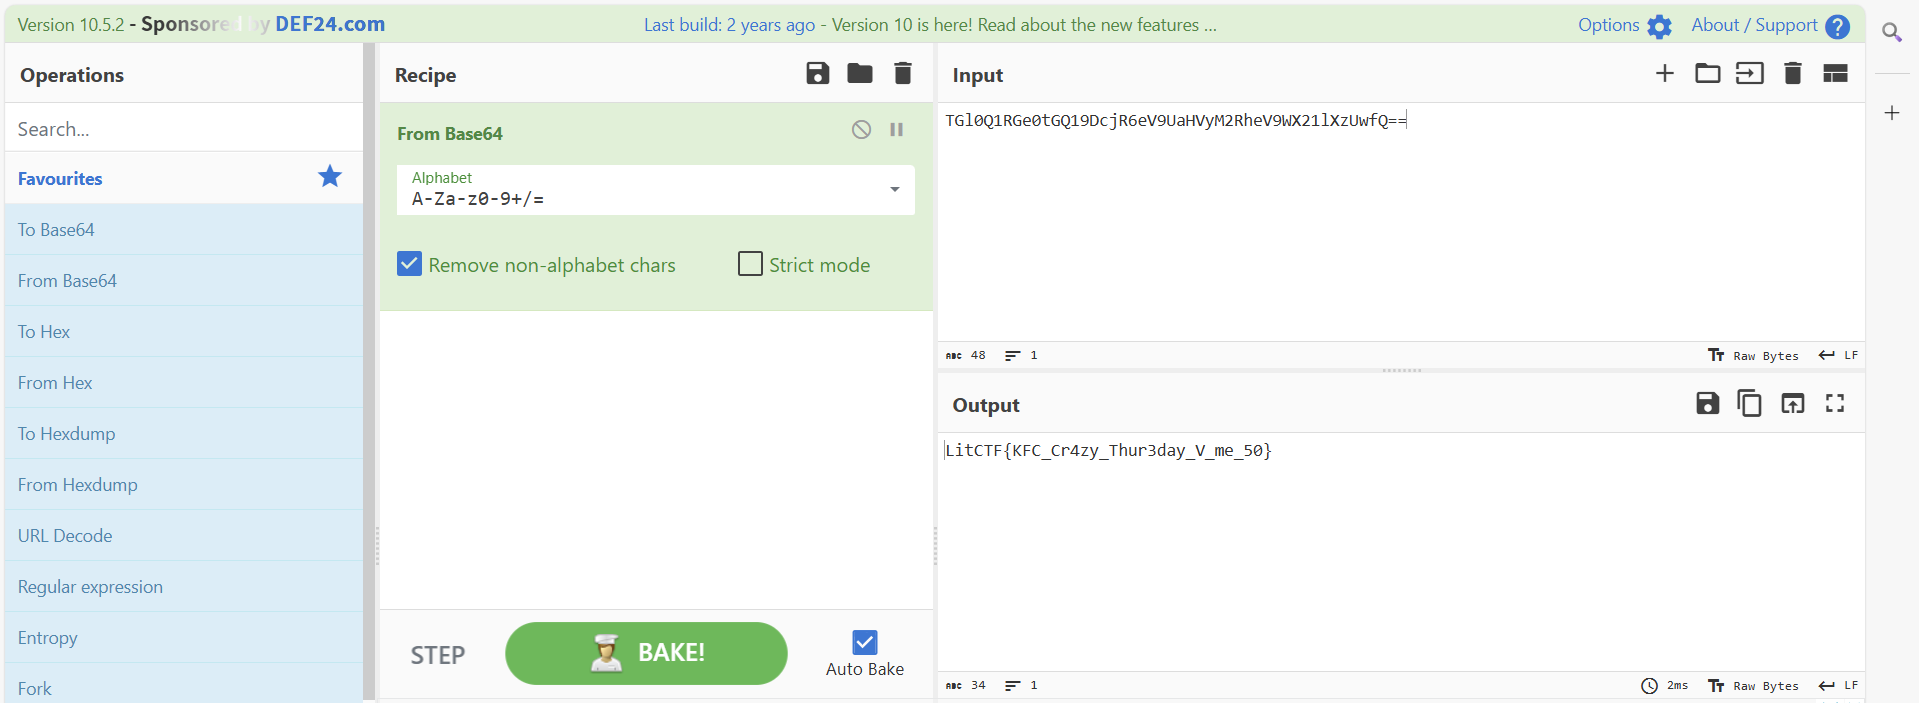 Version 10.5.2 - Sponsored by DEF24.com
Last build: 2 years ago - Version 10 is here! Read about the new features ...
Options
About / Support
Operations
Search...
Favourites
To Base64
From Base64
To Hex
From Hex
To Hexdump
From Hexdump
URL Decode
Regular expression
Entropy
Fork
Recipe
From Base64
Alphabet
A-Za-z0-9+/=
Remove non-alphabet chars
Strict mode
STEP
BAKE!
Auto Bake
Input
TGl0Q1RGe0tGQ19DcjR6eV9UaHVyM2RheV9WX21lXzUwfQ==
ABC 48 1
Raw Bytes LF
Output
LitCTF{KFC_Cr4zy_Thur3day_V_me_50}
ABC 34 1
2ms Raw Bytes LF